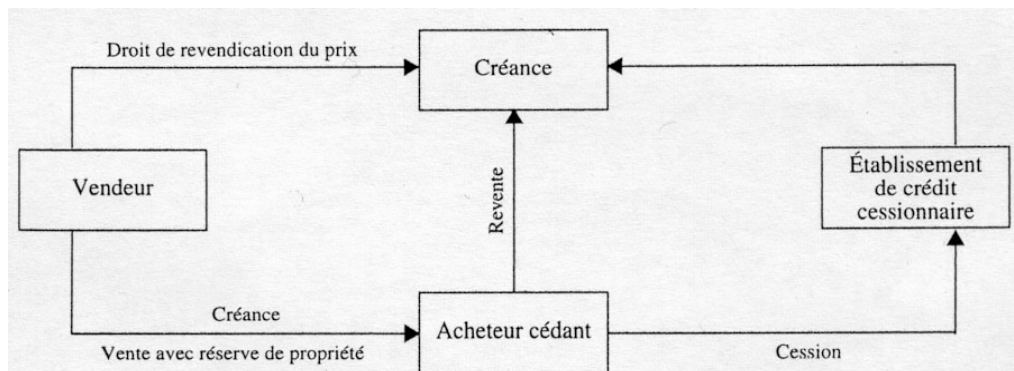 Droit de revendication du prix
Créance
Vendeur
Établissement
de crédit
cessionnaire
Revente
Créance
Vente avec réserve de propriété
Acheteur cédant
Cession